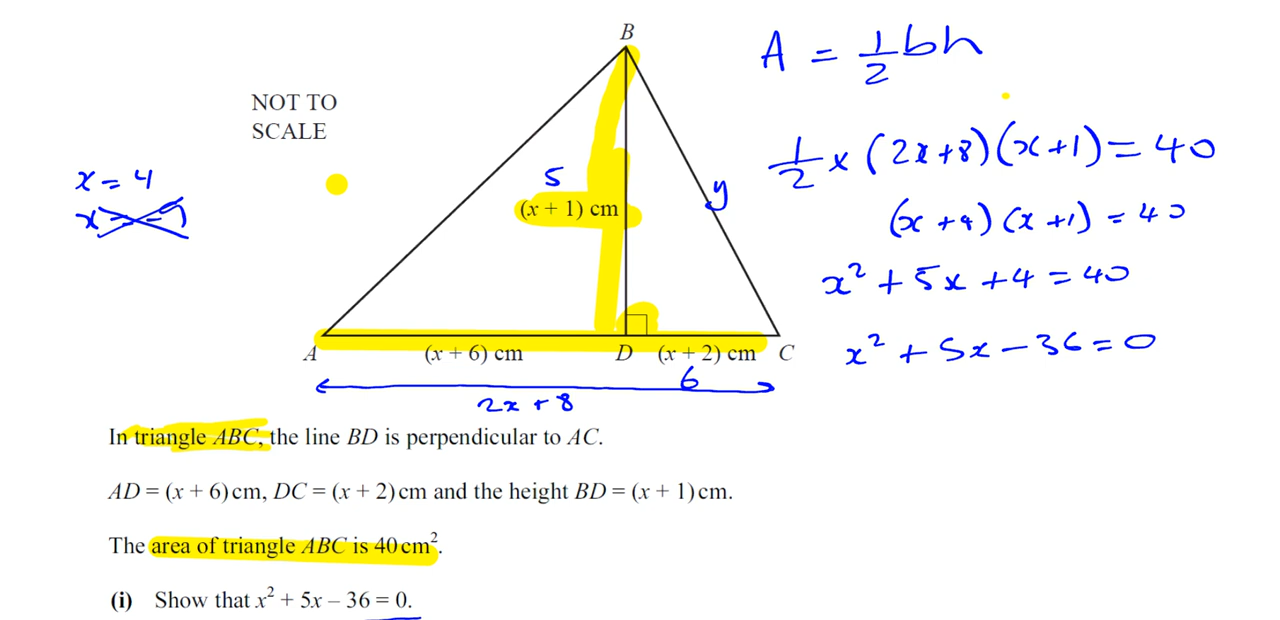 B
A = 1/2 bh
NOT TO
SCALE
1/2 x (2x+8)(x+1) = 40
x = 4
5
(x + 1) cm
y
(x+4)(x+1) = 40
x² + 5x + 4 = 40
A
(x + 6) cm
D
(x + 2) cm
C
x² + 5x - 36 = 0
6
2x + 8
In triangle ABC, the line BD is perpendicular to AC.
AD = (x + 6) cm, DC = (x + 2) cm and the height BD = (x + 1) cm.
The area of triangle ABC is 40 cm².
(i) Show that x² + 5x − 36 = 0.